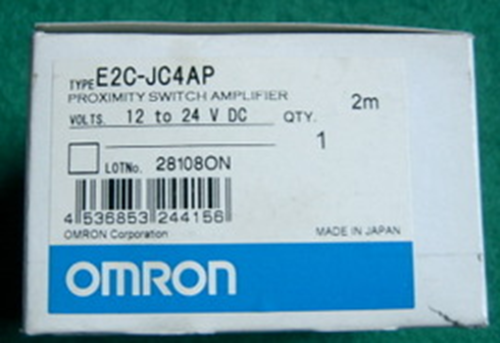 TYPE E2C-JC4AP
PROXIMITY SWITCH AMPLIFIER 2m
VOLTS. 12 to 24 V DC QTY.
1
LOTNo. 28108ON
4 536853 244156
OMRON Corporation MADE IN JAPAN
OMRON